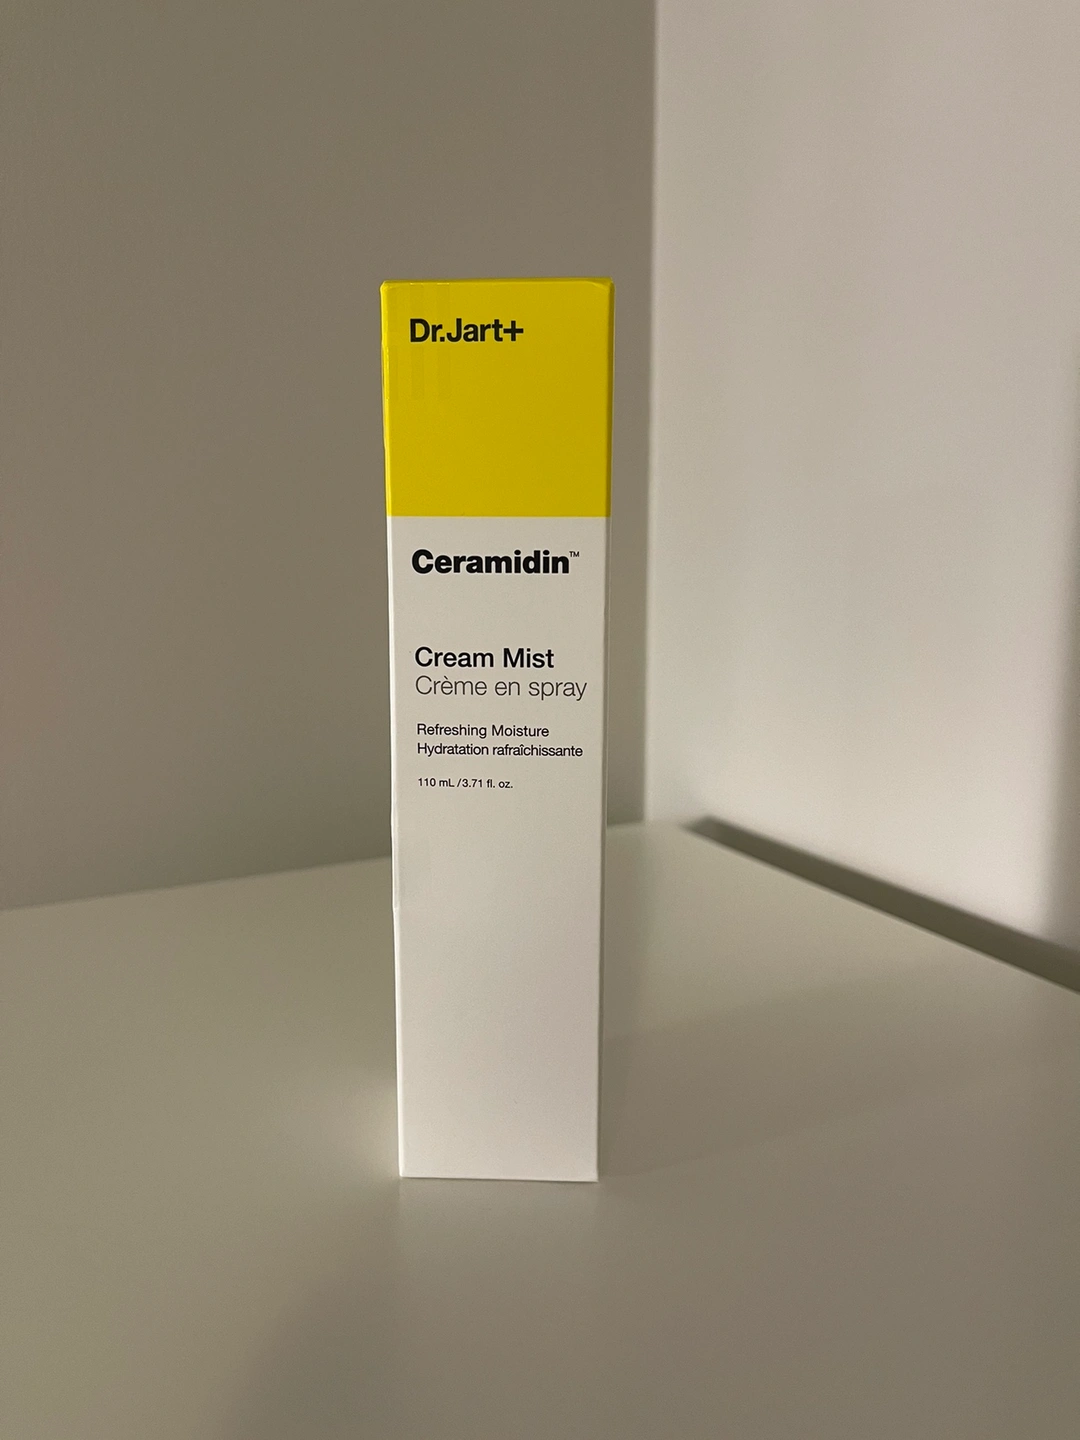 Dr.Jart+
Ceramidin™
Cream Mist
Crème en spray
Refreshing Moisture
Hydratation rafraîchissante
110 mL / 3.71 fl. oz.